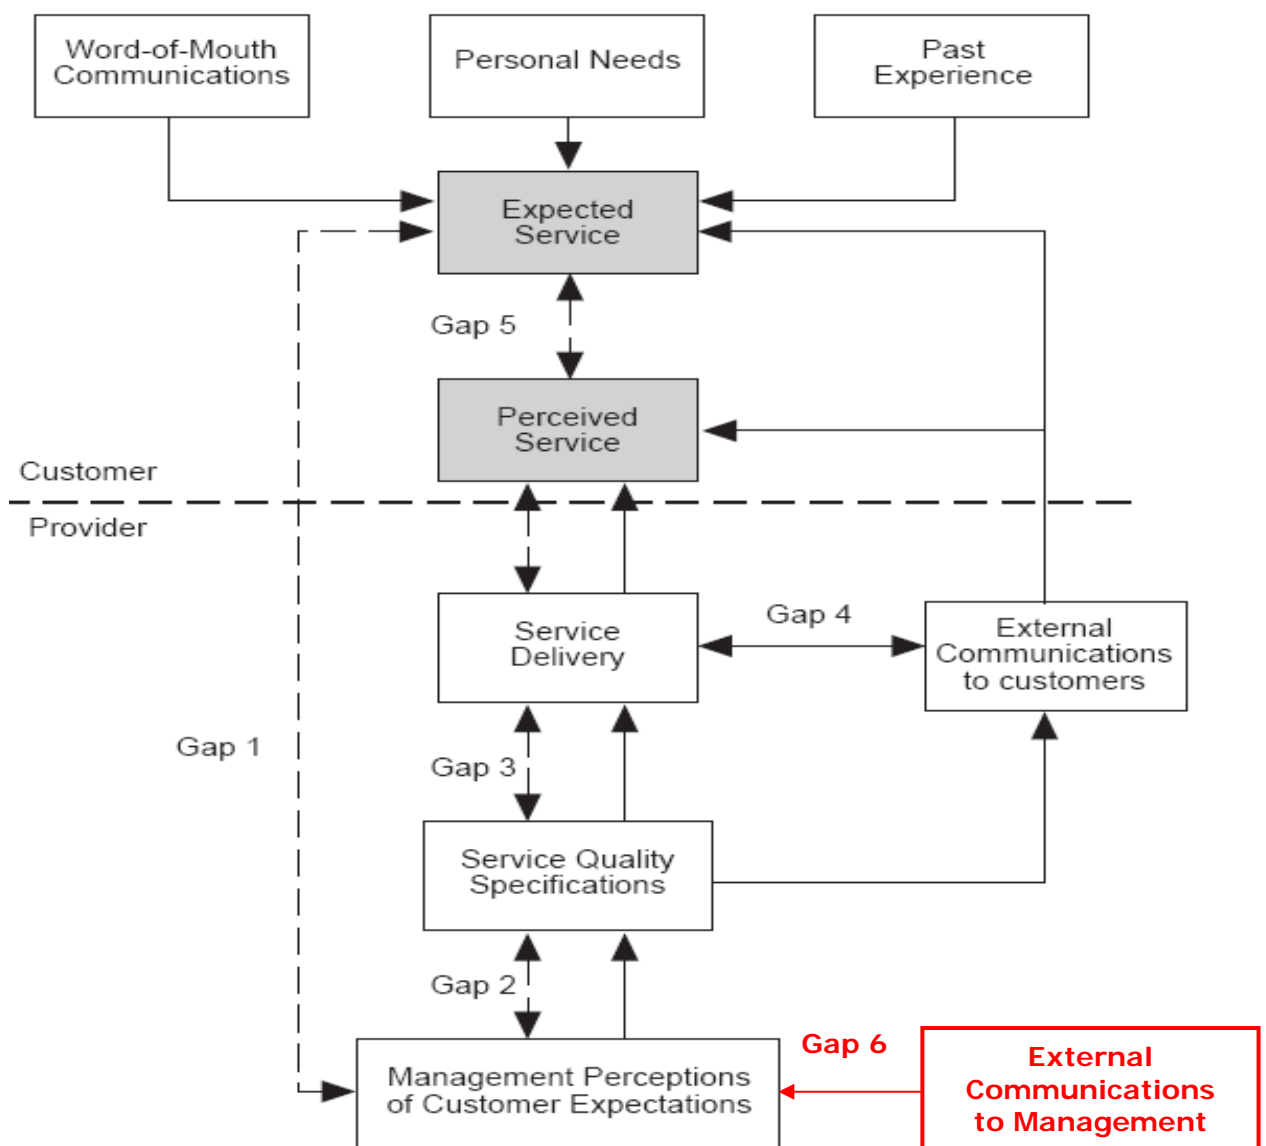 Word-of-Mouth
Communications
Personal Needs
Past
Experience
Expected
Service
Gap 5
Perceived
Service
Customer
Provider
Service
Delivery
Gap 4
External
Communications
to customers
Gap 1
Gap 3
Service Quality
Specifications
Gap 2
Management Perceptions
of Customer Expectations
Gap 6
External
Communications
to Management